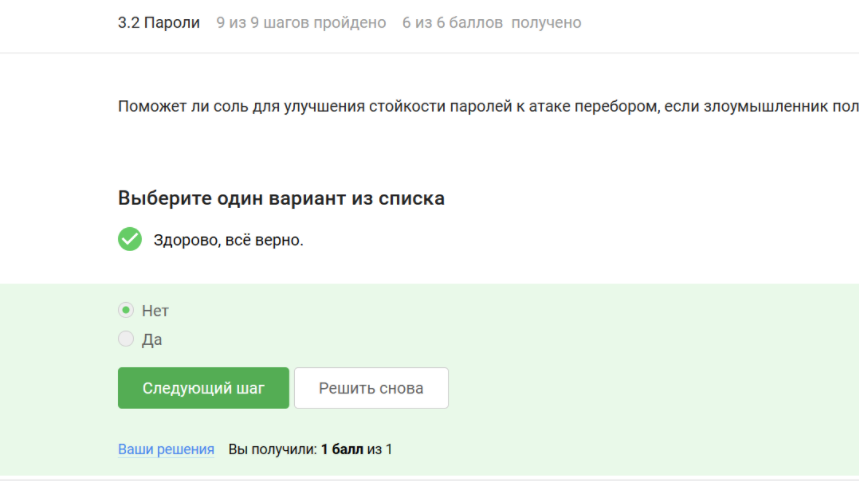 3.2 Пароли 9 из 9 шагов пройдено 6 из 6 баллов получено
Поможет ли соль для улучшения стойкости паролей к атаке перебором, если злоумышленник пол
Выберите один вариант из списка
Здорово, всё верно.
Нет
Да
Следующий шаг Решить снова
Ваши решения Вы получили: 1 балл из 1